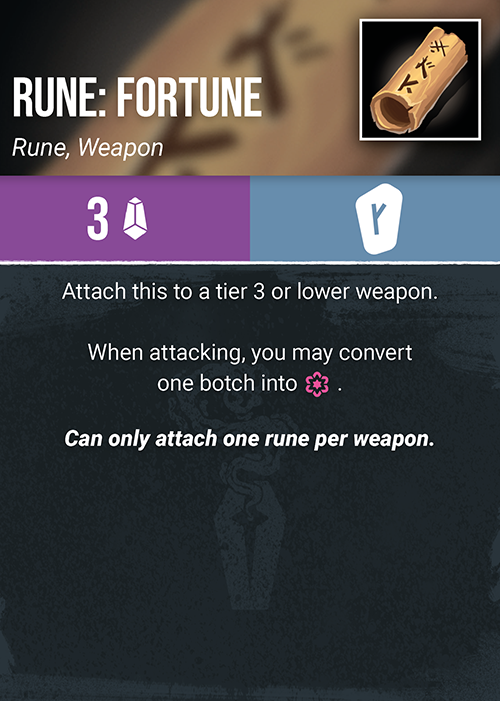 RUNE: FORTUNE
Rune, Weapon
3
Attach this to a tier 3 or lower weapon.
When attacking, you may convert
one botch into .
Can only attach one rune per weapon.